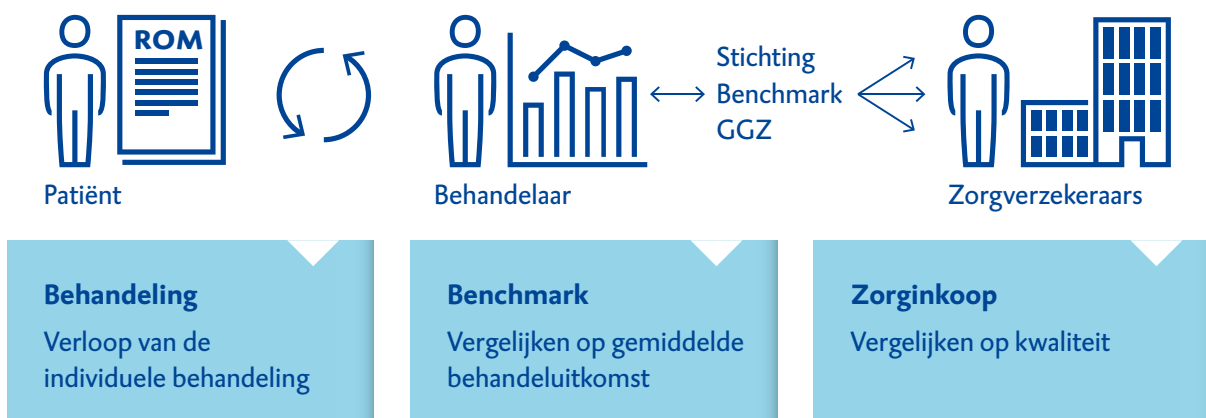 ROM
Stichting
Benchmark
GGZ
Patiënt
Behandelaar
Zorgverzekeraars
Behandeling
Verloop van de
individuele behandeling
Benchmark
Vergelijken op gemiddelde
behandeluitkomst
Zorginkoop
Vergelijken op kwaliteit